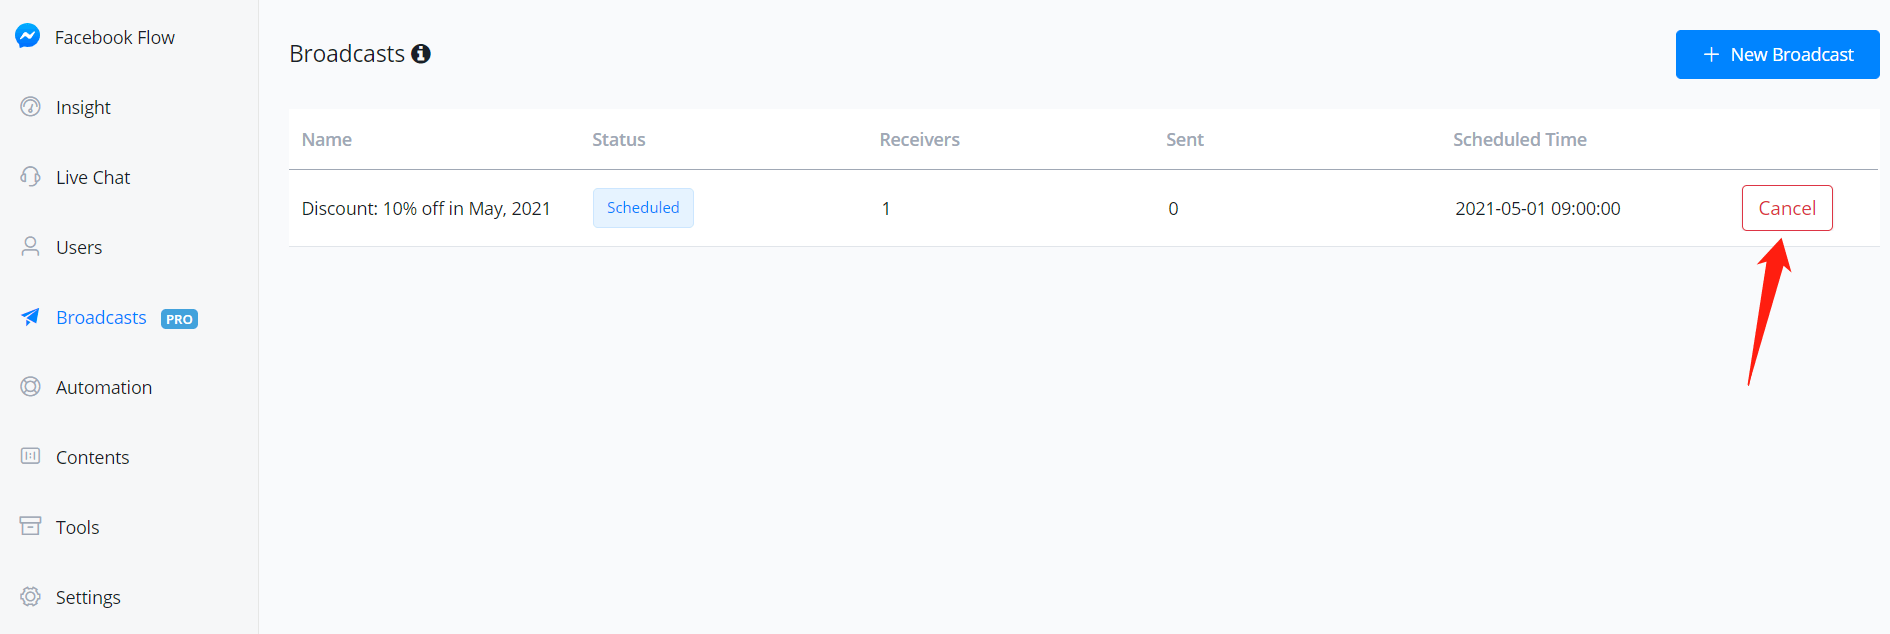 Facebook Flow
Insight
Live Chat
Users
Broadcasts PRO
Automation
Contents
Tools
Settings
Broadcasts
+ New Broadcast
Name Status Receivers Sent Scheduled Time
Discount: 10% off in May, 2021 Scheduled 1 0 2021-05-01 09:00:00 Cancel